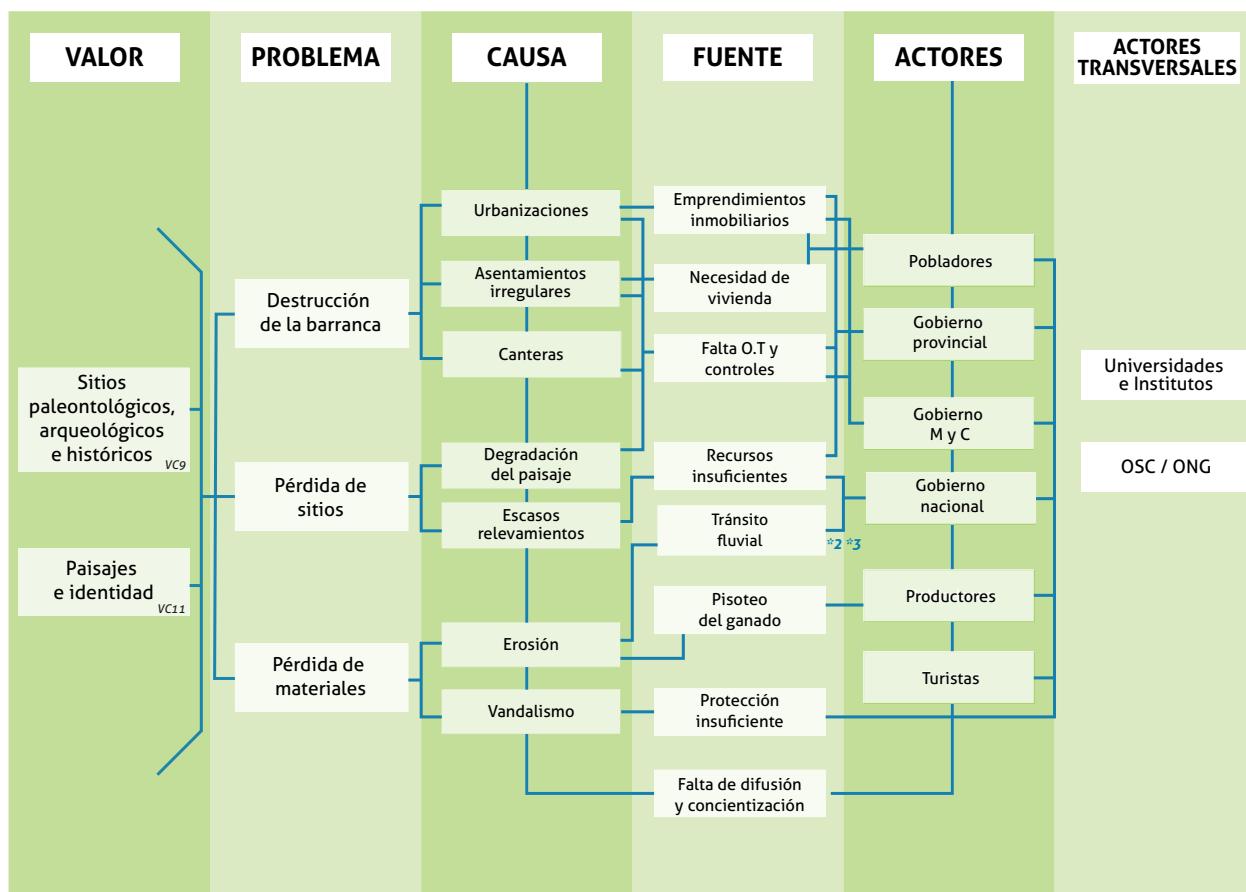 VALOR
PROBLEMA
CAUSA
FUENTE
ACTORES
ACTORES
TRANSVERSALES
Sitios
paleontológicos,
arqueológicos
e históricos
VC9
Paisajes
e identidad
VC11
Destrucción
de la barranca
Pérdida de
sitios
Pérdida de
materiales
Urbanizaciones
Asentamientos
irregulares
Canteras
Degradación
del paisaje
Escasos
relevamientos
Erosión
Vandalismo
Emprendimientos
inmobiliarios
Necesidad de
vivienda
Falta O.T y
controles
Recursos
insuficientes
Tránsito
fluvial
*2 *3
Pisoteo
del ganado
Protección
insuficiente
Falta de difusión
y concientización
Pobladores
Gobierno
provincial
Gobierno
M y C
Gobierno
nacional
Productores
Turistas
Universidades
e Institutos
OSC / ONG